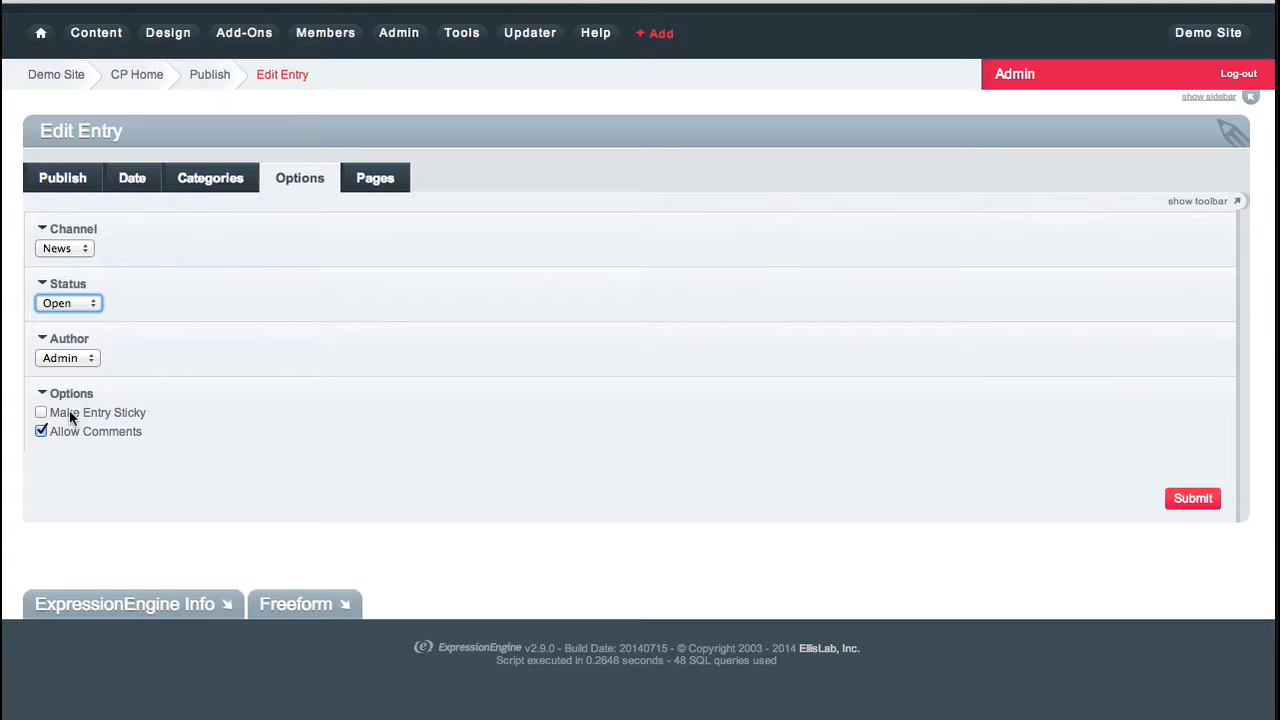 Content Design Add-Ons Members Admin Tools Updater Help + Add Demo Site
Demo Site CP Home Publish Edit Entry Admin Log-out
show sidebar
Edit Entry
Publish Date Categories Options Pages
show toolbar
Channel
News
Status
Open
Author
Admin
Options
Make Entry Sticky
Allow Comments
Submit
ExpressionEngine Info Freeform
ExpressionEngine v2.9.0 - Build Date: 20140715 - © Copyright 2003 - 2014 EllisLab, Inc.
Script executed in 0.2648 seconds - 48 SQL queries used